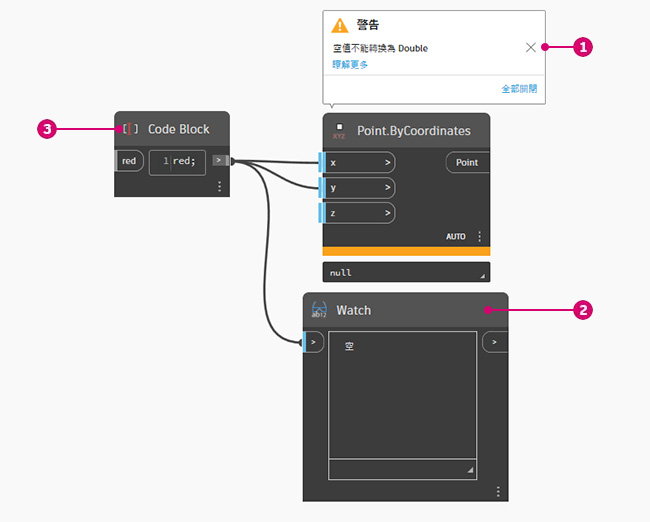 警告
空值不能轉換為 Double
瞭解更多
全部關閉
1
3
Code Block
red
1 red;
>
Point.ByCoordinates
XYZ
x >
Point
y >
z >
AUTO
null
2
Watch
>
空
>